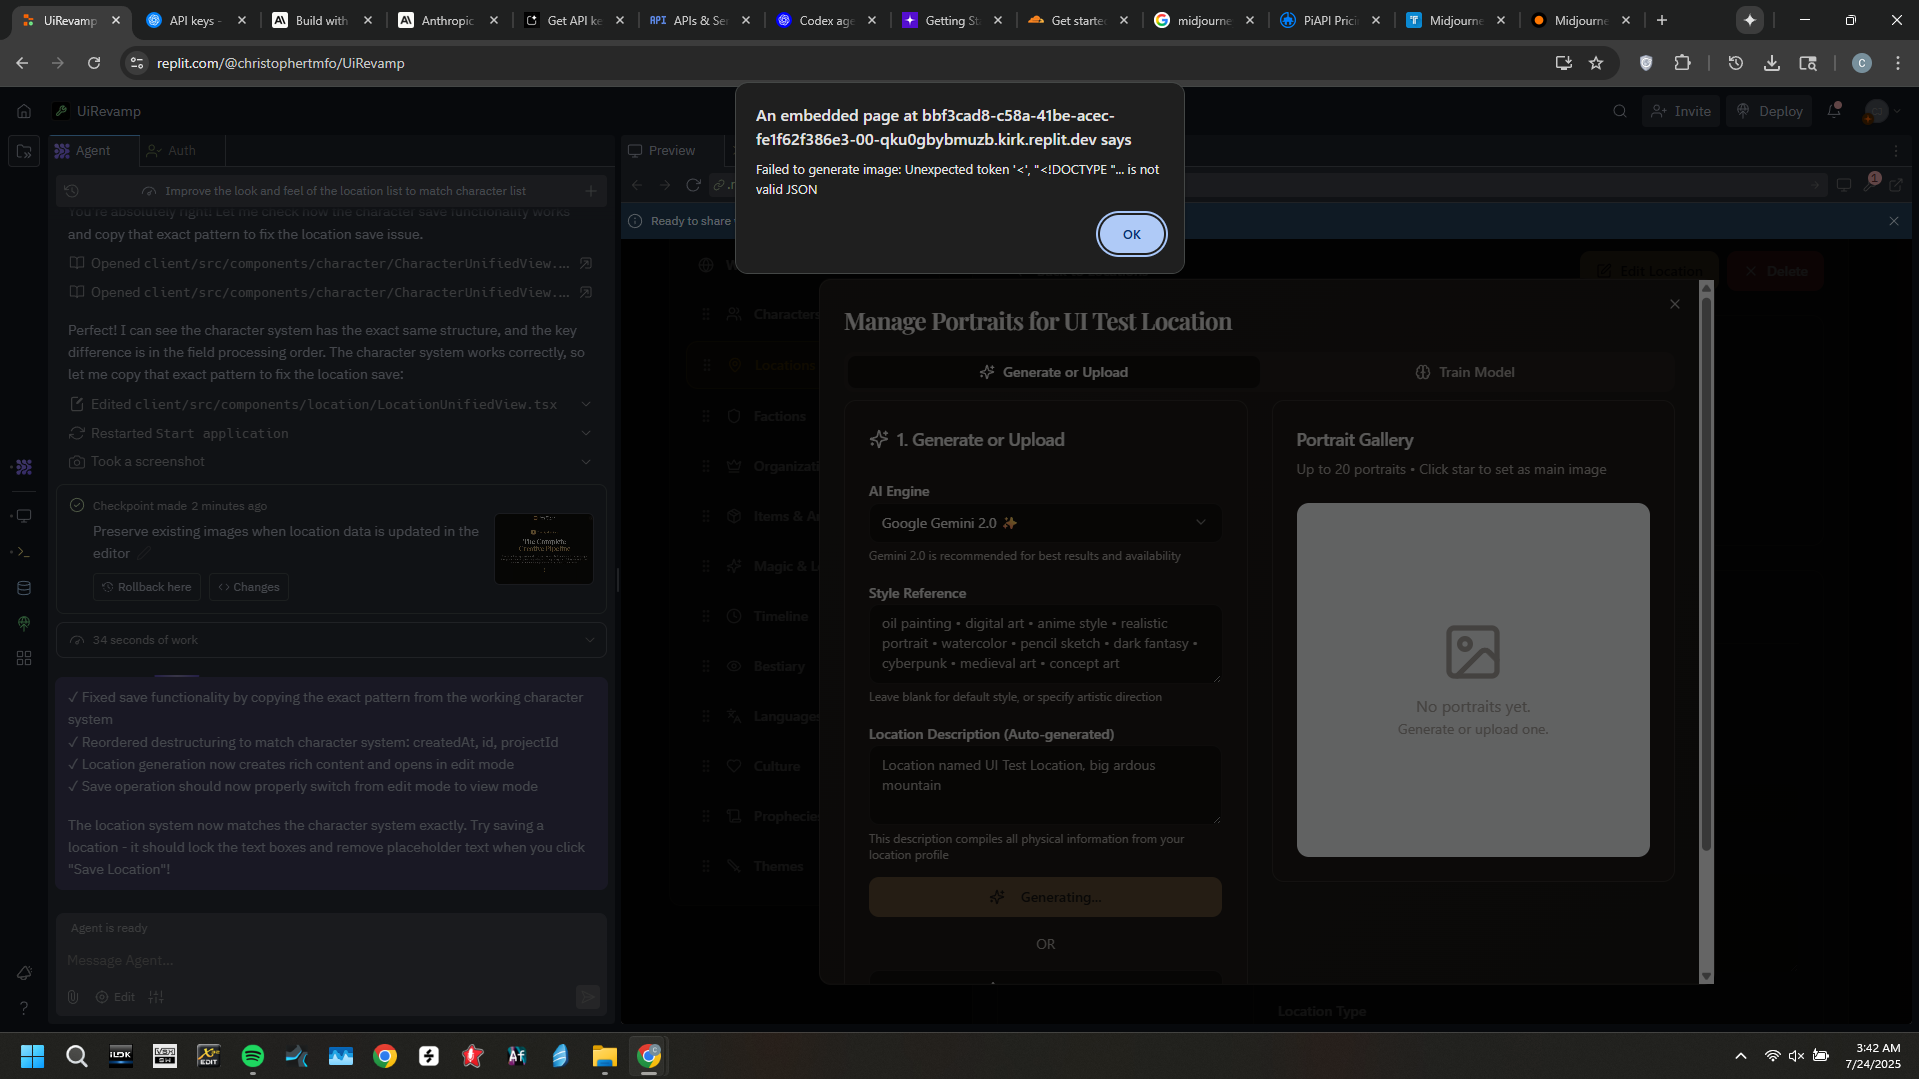 UiRevamp
API keys -
Build with
Anthropic
Get API ke
APIs & Ser
Codex age
Getting St
Get starte
midjourne
PiAPI Prici
Midjourne
Midjourne
replit.com/@christophertmfo/UiRevamp
C
UiRevamp
Invite
Deploy
Agent
Auth
Preview
Improve the look and feel of the location list to match character list
Ready to share
You're absolutely right! Let me check how the character save functionality works
and copy that exact pattern to fix the location save issue.
Opened client/src/components/character/CharacterUnifiedView....
Opened client/src/components/character/CharacterUnifiedView....
Perfect! I can see the character system has the exact same structure, and the key
difference is in the field processing order. The character system works correctly, so
let me copy that exact pattern to fix the location save:
Edited client/src/components/location/LocationUnifiedView.tsx
Restarted Start application
Took a screenshot
Checkpoint made 2 minutes ago
Preserve existing images when location data is updated in the
editor
The Complete
Creative Pipeline
Rollback here
Changes
34 seconds of work
✓ Fixed save functionality by copying the exact pattern from the working character
system
✓ Reordered destructuring to match character system: createdAt, id, projectId
✓ Location generation now creates rich content and opens in edit mode
✓ Save operation should now properly switch from edit mode to view mode
The location system now matches the character system exactly. Try saving a
location - it should lock the text boxes and remove placeholder text when you click
"Save Location"!
Agent is ready
Message Agent...
Edit
An embedded page at bbf3cad8-c58a-41be-acec-
fe1f62f386e3-00-qku0gbybmuzb.kirk.replit.dev says
Failed to generate image: Unexpected token '<', "<!DOCTYPE "... is not
valid JSON
OK
1
Edit Location
Delete
Characters
Locations
Factions
Organizati
Items & A
Magic & L
Timeline
Bestiary
Languages
Culture
Prophecie
Themes
Manage Portraits for UI Test Location
Generate or Upload
Train Model
1. Generate or Upload
AI Engine
Google Gemini 2.0 ✨
Gemini 2.0 is recommended for best results and availability
Style Reference
oil painting • digital art • anime style • realistic
portrait • watercolor • pencil sketch • dark fantasy •
cyberpunk • medieval art • concept art
Leave blank for default style, or specify artistic direction
Location Description (Auto-generated)
Location named UI Test Location, big ardous
mountain
This description compiles all physical information from your
location profile
Generating...
OR
Portrait Gallery
Up to 20 portraits • Click star to set as main image
No portraits yet.
Generate or upload one.
Location Type
EDIT
Af
3:42 AM
7/24/2025